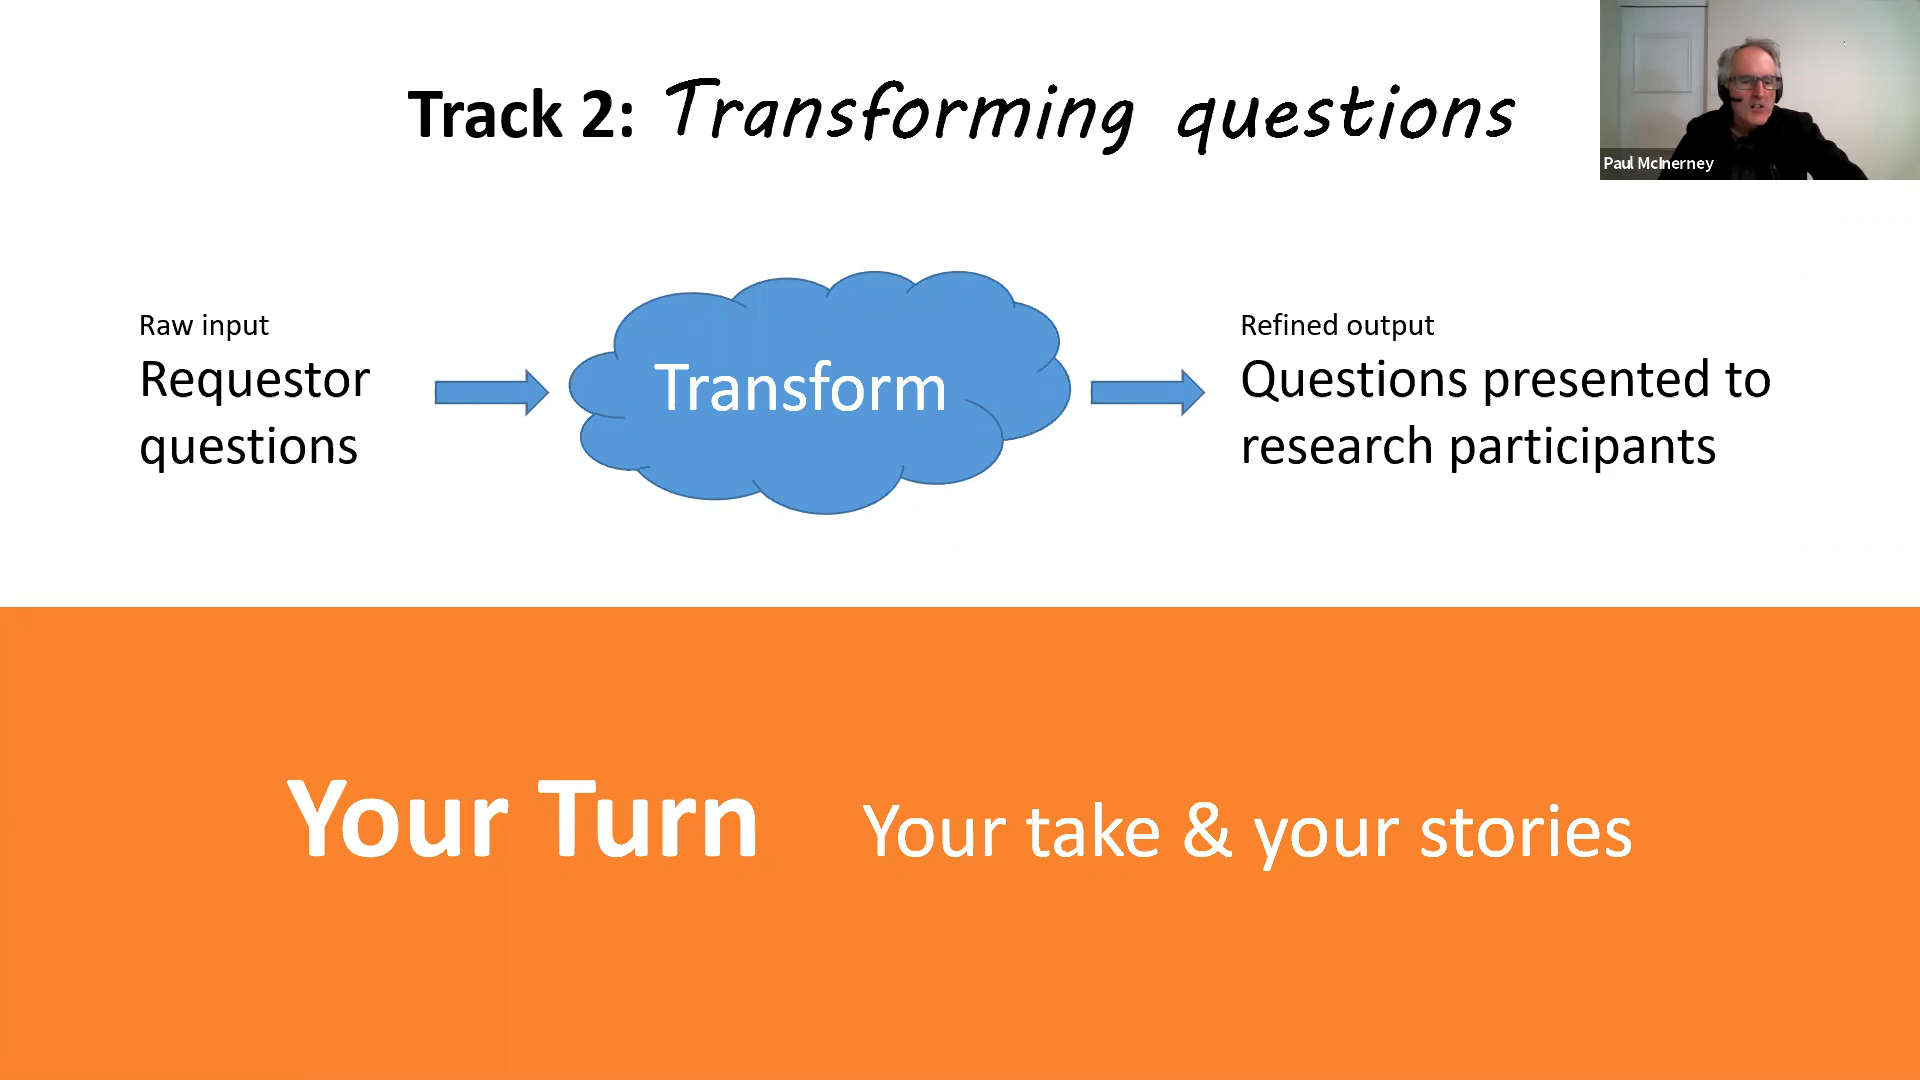 Track 2: Transforming questions
Paul McInerney
Raw input
Requestor
questions
Transform
Refined output
Questions presented to
research participants
Your Turn
Your take & your stories